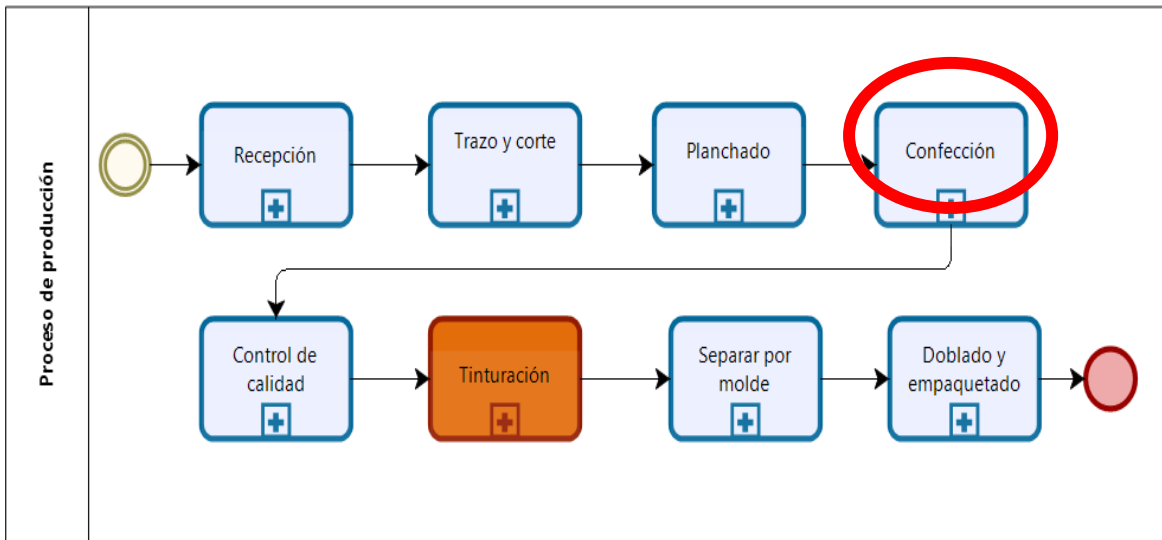 Proceso de producción
Recepción
Trazo y corte
Planchado
Confección
Control de
calidad
Tinturación
Separar por
molde
Doblado y
empaquetado